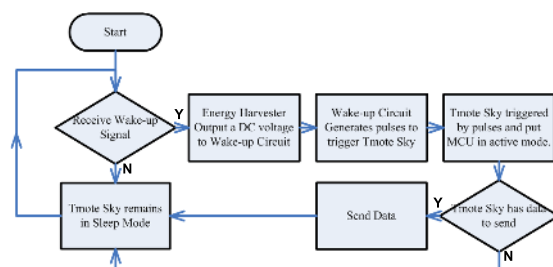 Start
Receive Wake-up
Signal
Y
N
Energy Harvester
Output a DC voltage
to Wake-up Circuit
Wake-up Circuit
Generates pulses to
trigger Tmote Sky
Tmote Sky triggered
by pulses and put
MCU in active mode.
Tmote Sky has data
to send
Y
N
Send Data
Tmote Sky remains
in Sleep Mode